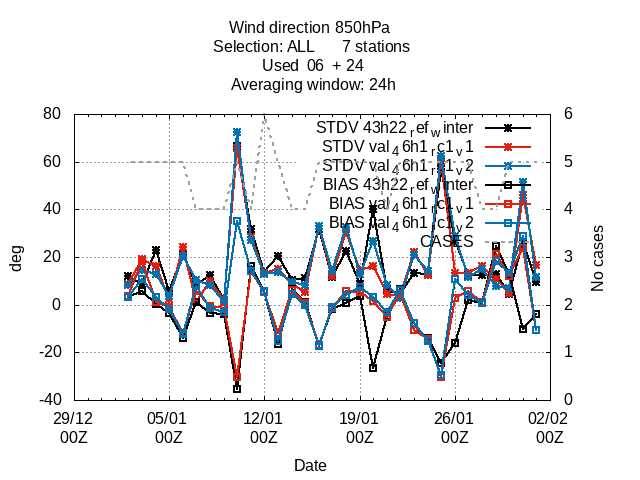 Wind direction 850hPa
Selection: ALL 7 stations
Used 06 + 24
Averaging window: 24h
STDV 43h22_ref_winter
STDV val_46h1_rc1_v1
STDV val_46h1_rc1_v2
BIAS 43h22_ref_winter
BIAS val_46h1_rc1_v1
BIAS val_46h1_rc1_v2
CASES
80
60
40
20
0
-20
-40
deg
6
5
4
3
2
1
0
No cases
29/12 05/01 12/01 19/01 26/01 02/02
00Z 00Z 00Z 00Z 00Z 00Z
Date